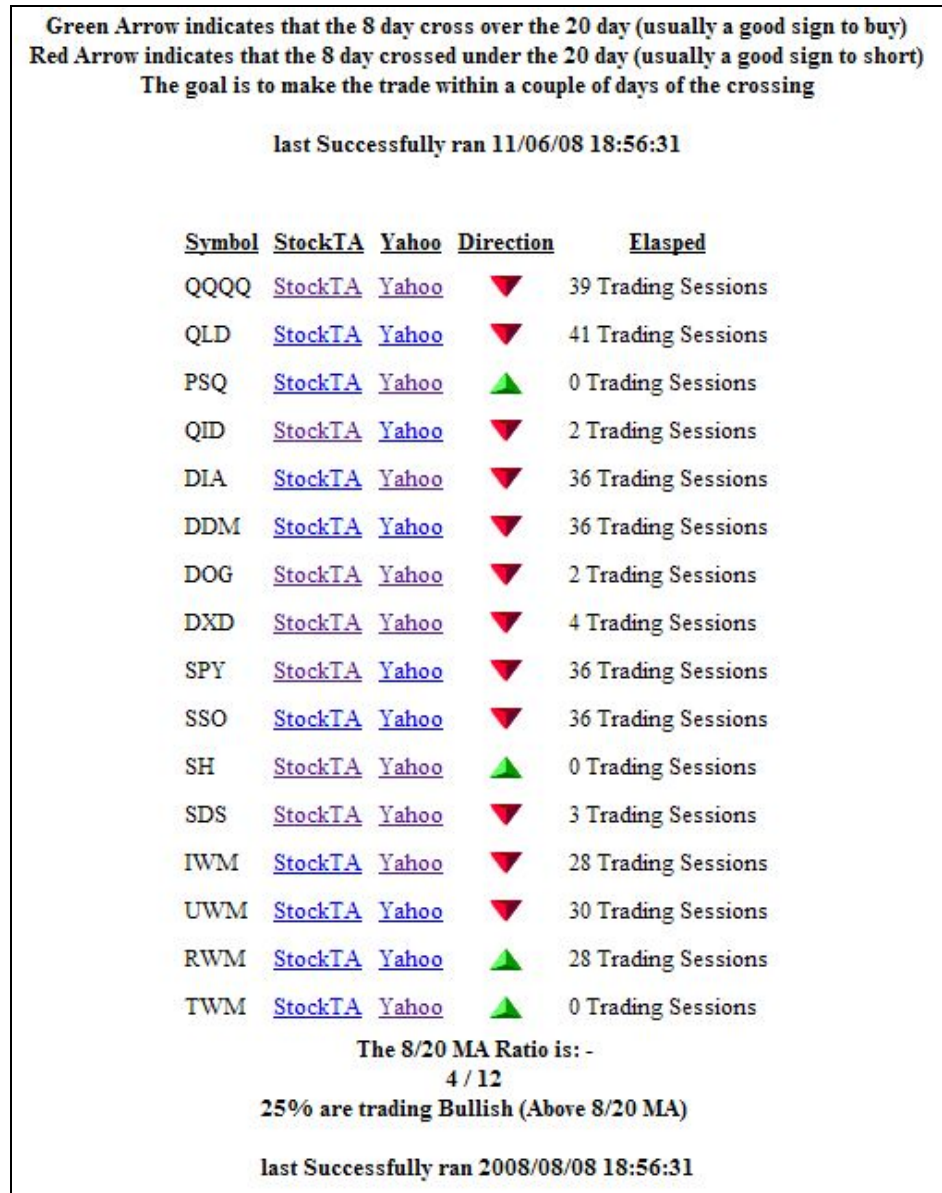 Green Arrow indicates that the 8 day cross over the 20 day (usually a good sign to buy)
Red Arrow indicates that the 8 day crossed under the 20 day (usually a good sign to short)
The goal is to make the trade within a couple of days of the crossing
last Successfully ran 11/06/08 18:56:31
Symbol StockTA Yahoo Direction Elasped
QQQQ StockTA Yahoo 39 Trading Sessions
QLD StockTA Yahoo 41 Trading Sessions
PSQ StockTA Yahoo 0 Trading Sessions
QID StockTA Yahoo 2 Trading Sessions
DIA StockTA Yahoo 36 Trading Sessions
DDM StockTA Yahoo 36 Trading Sessions
DOG StockTA Yahoo 2 Trading Sessions
DXD StockTA Yahoo 4 Trading Sessions
SPY StockTA Yahoo 36 Trading Sessions
SSO StockTA Yahoo 36 Trading Sessions
SH StockTA Yahoo 0 Trading Sessions
SDS StockTA Yahoo 3 Trading Sessions
IWM StockTA Yahoo 28 Trading Sessions
UWM StockTA Yahoo 30 Trading Sessions
RWM StockTA Yahoo 28 Trading Sessions
TWM StockTA Yahoo 0 Trading Sessions
The 8/20 MA Ratio is: -
4 / 12
25% are trading Bullish (Above 8/20 MA)
last Successfully ran 2008/08/08 18:56:31